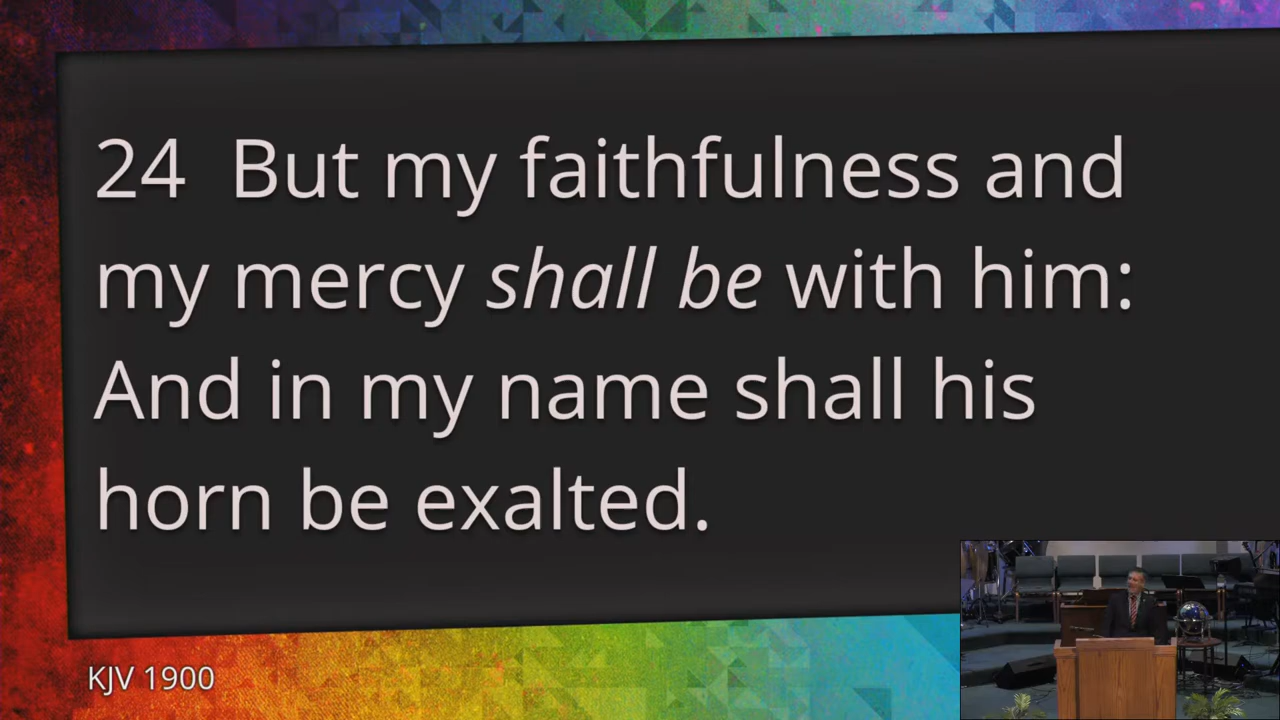 24 But my faithfulness and
my mercy shall be with him:
And in my name shall his
horn be exalted.
KJV 1900